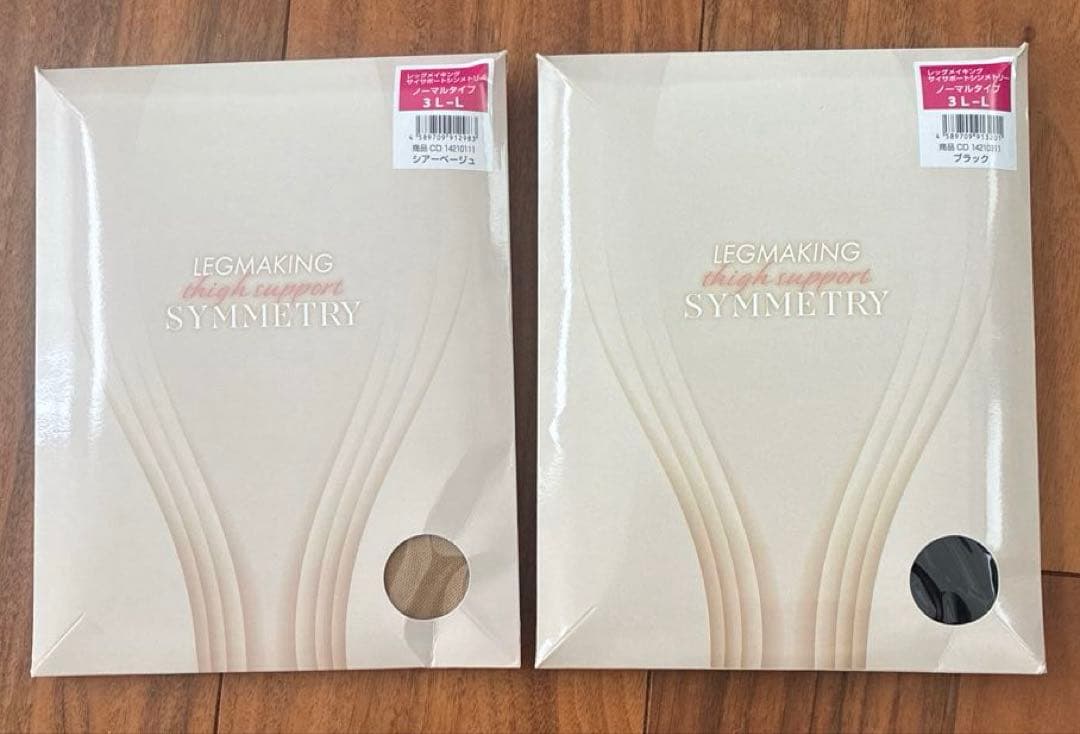 レッグメイキング
サイサポートシンメトリー
ノーマルタイプ
3L-L
商品CD 14210111
シアーベージュ
LEGMAKING
thigh support
SYMMETRY
レッグメイキング
サイサポートシンメトリー
ノーマルタイプ
3L-L
商品CD
ブラック
LEGMAKING
thigh support
SYMMETRY